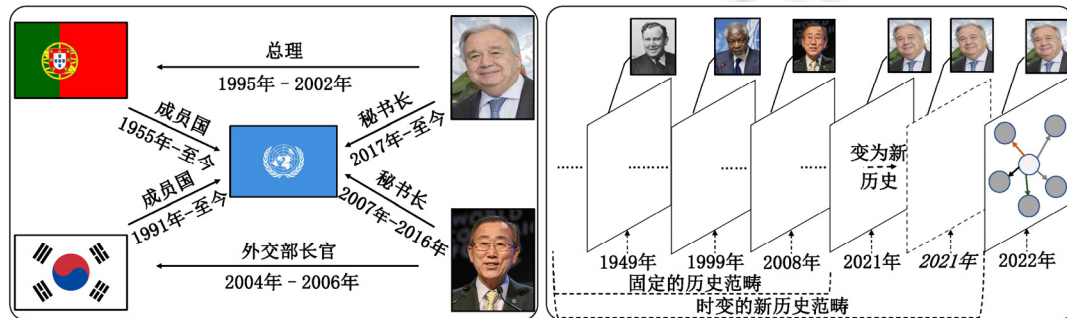 总理
1995年－2002年
成员国
1955年-至今
秘书长
2017年-至今
成员国
1991年-至今
秘书长
2007年-2016年
外交部长官
2004年－2006年
变为新
历史
1949年
1999年
2008年
2021年
2021年
2022年
固定的历史范畴
时变的新历史范畴